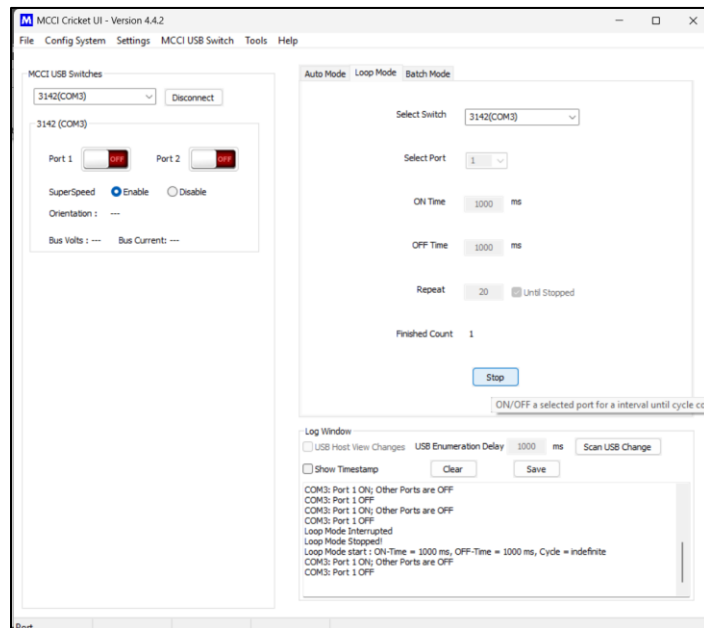 MCCI Cricket UI - Version 4.4.2
File Config System Settings MCCI USB Switch Tools Help
MCCI USB Switches
3142(COM3)
Disconnect
3142 (COM3)
Port 1 OFF Port 2 OFF
SuperSpeed Enable Disable
Orientation : ---
Bus Volts : --- Bus Current: ---
Auto Mode Loop Mode Batch Mode
Select Switch 3142(COM3)
Select Port 1
ON Time 1000 ms
OFF Time 1000 ms
Repeat 20 Until Stopped
Finished Count 1
Stop
ON/OFF a selected port for a interval until cycle co
Log Window
USB Host View Changes USB Enumeration Delay 1000 ms Scan USB Change
Show Timestamp Clear Save
COM3: Port 1 ON; Other Ports are OFF
COM3: Port 1 OFF
COM3: Port 1 ON; Other Ports are OFF
COM3: Port 1 OFF
Loop Mode Interrupted
Loop Mode Stopped!
Loop Mode start : ON-Time = 1000 ms, OFF-Time = 1000 ms, Cycle = indefinite
COM3: Port 1 ON; Other Ports are OFF
COM3: Port 1 OFF
Port